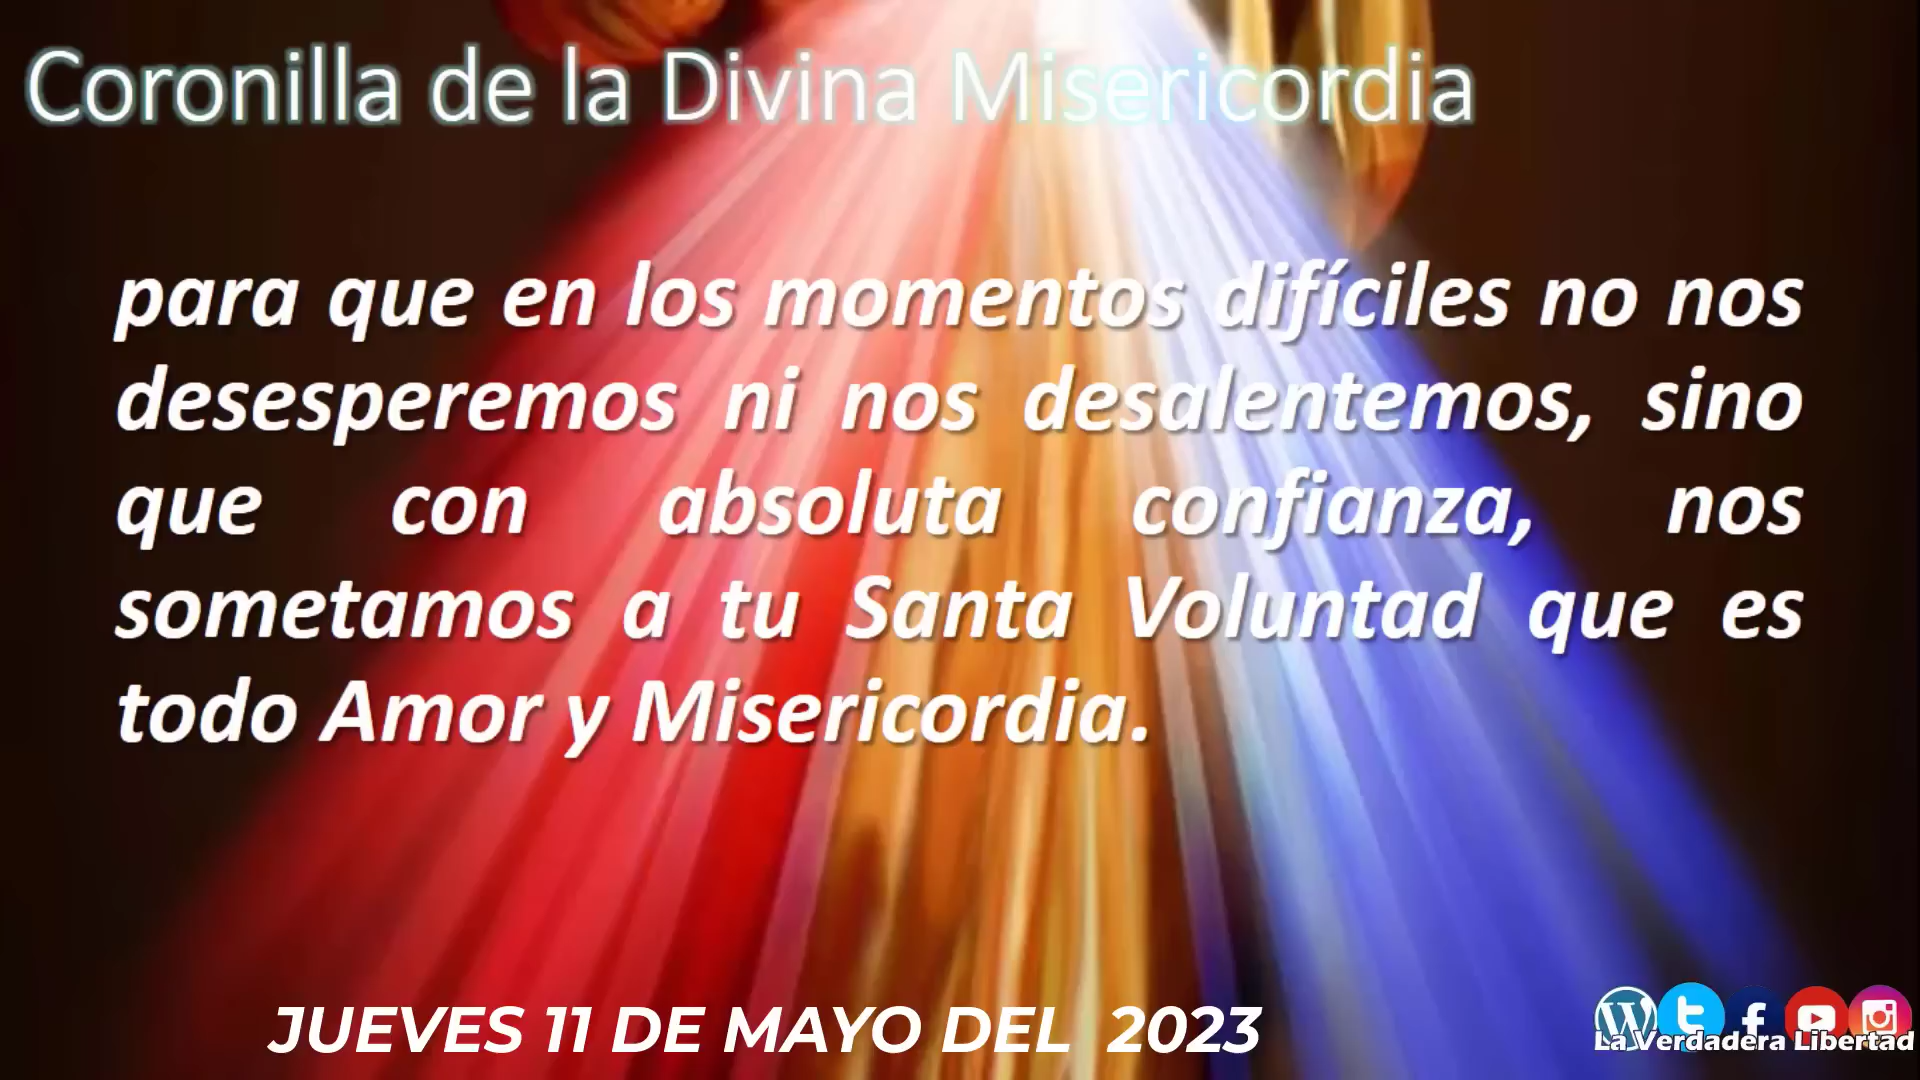 Coronilla de la Divina Misericordia
para que en los momentos difíciles no nos
desesperemos ni nos desalentemos, sino
que con absoluta confianza, nos
sometamos a tu Santa Voluntad que es
todo Amor y Misericordia.
JUEVES 11 DE MAYO DEL 2023
La Verdadera Libertad